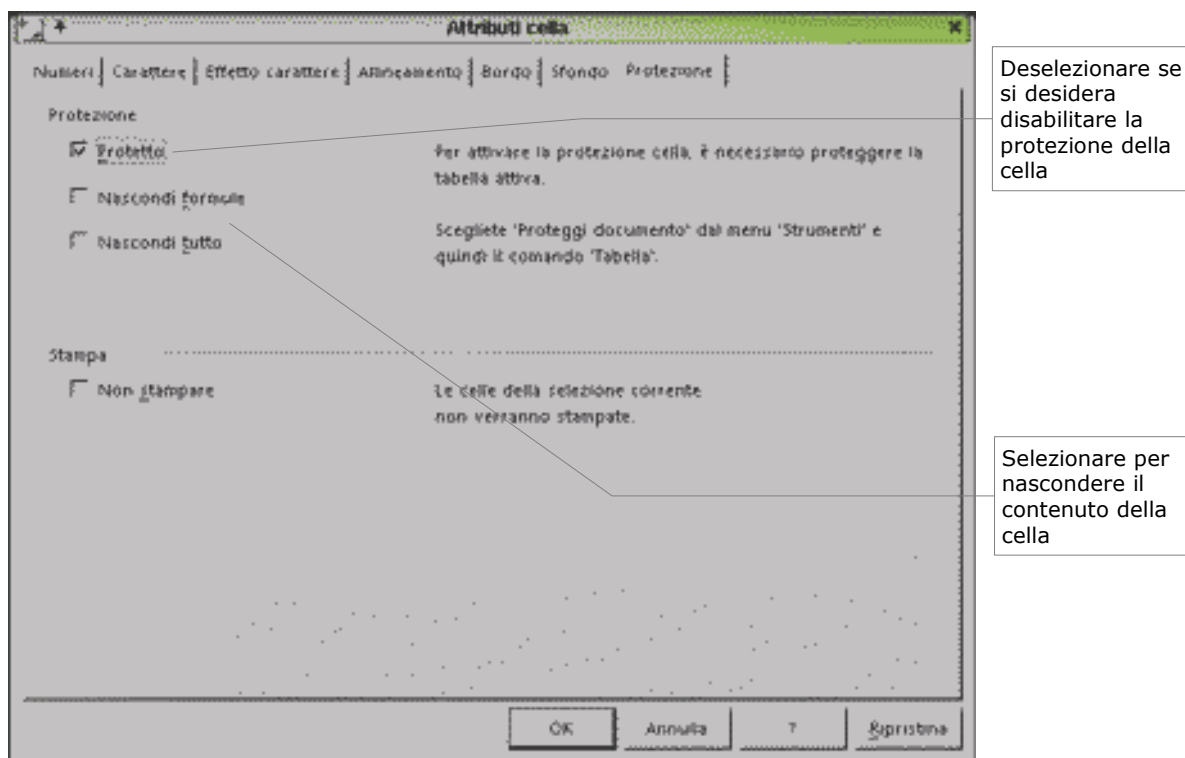 Attributi cella
Numeri Carattere Effetto carattere Allineamento Bordo Sfondo Protezione
Protezione
Protetto
Per attivare la protezione cella, è necessario proteggere la
tabella attiva.
Nascondi formule
Nascondi tutto
Scegliete 'Proteggi documento' dal menu 'Strumenti' e
quindi il comando 'Tabella'.
Stampa
Non stampare
Le celle della selezione corrente
non verranno stampate.
OK Annulla ? Ripristina
Deselezionare se
si desidera
disabilitare la
protezione della
cella
Selezionare per
nascondere il
contenuto della
cella